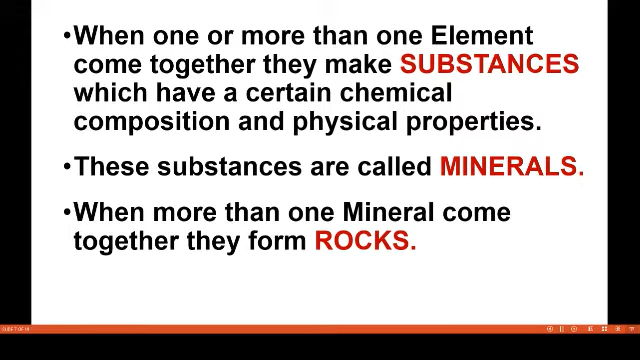 •When one or more than one Element
come together they make SUBSTANCES
which have a certain chemical
composition and physical properties.
•These substances are called MINERALS.
•When more than one Mineral come
together they form ROCKS.